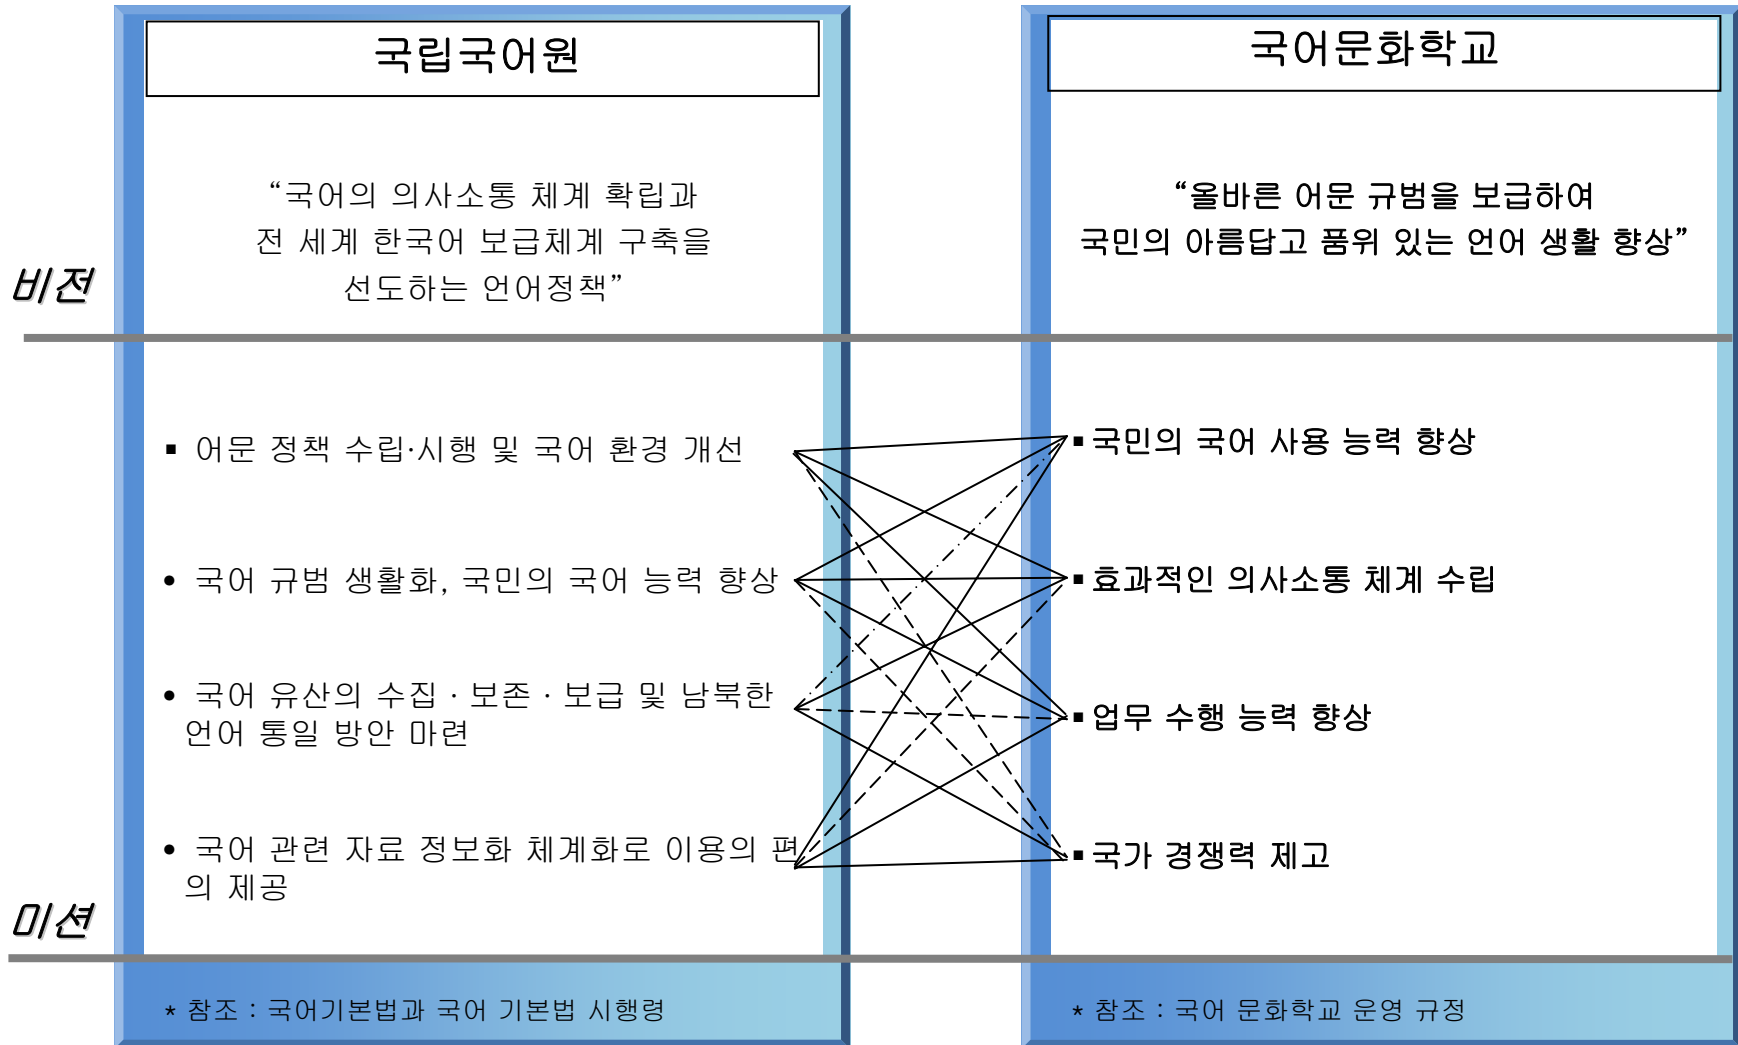 국립국어원
“국어의 의사소통 체계 확립과
전 세계 한국어 보급체계 구축을
선도하는 언어정책”
국어문화학교
“올바른 어문 규범을 보급하여
국민의 아름답고 품위 있는 언어 생활 향상”
비전
▪ 어문 정책 수립·시행 및 국어 환경 개선
• 국어 규범 생활화, 국민의 국어 능력 향상
• 국어 유산의 수집 · 보존 · 보급 및 남북한
언어 통일 방안 마련
• 국어 관련 자료 정보화 체계화로 이용의 편
의 제공
▪ 국민의 국어 사용 능력 향상
▪ 효과적인 의사소통 체계 수립
▪ 업무 수행 능력 향상
▪ 국가 경쟁력 제고
미션
* 참조 : 국어기본법과 국어 기본법 시행령
* 참조 : 국어 문화학교 운영 규정